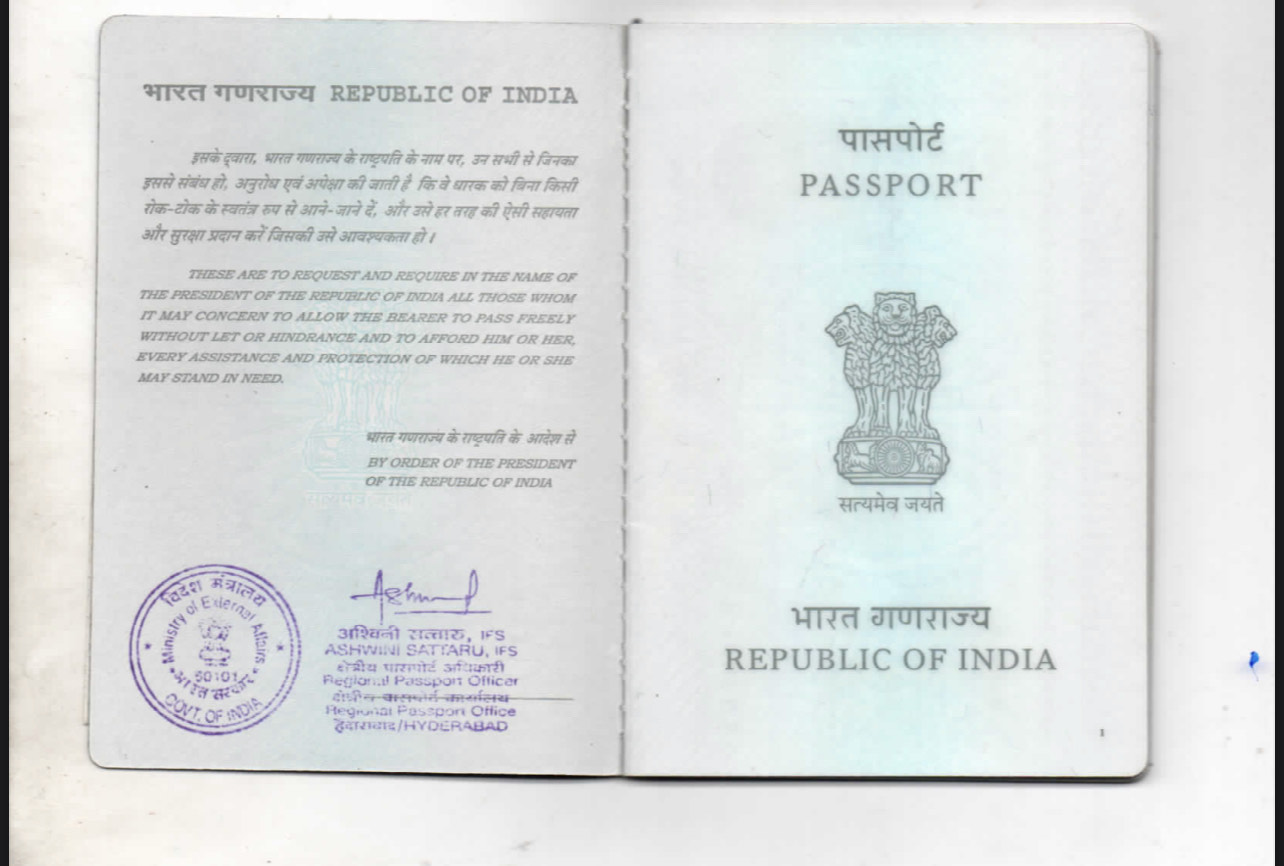 भारत गणराज्य REPUBLIC OF INDIA
इसके द्वारा, भारत गणराज्य के राष्ट्रपति के नाम पर, उन सभी से जिनका
इससे संबंध हो, अनुरोध एवं अपेक्षा की जाती है कि वे धारक को बिना किसी
रोक-टोक के स्वतंत्र रुप से आने-जाने दें, और उसे हर तरह की ऐसी सहायता
और सुरक्षा प्रदान करें जिसकी उसे आवश्यकता हो।
THESE ARE TO REQUEST AND REQUIRE IN THE NAME OF
THE PRESIDENT OF THE REPUBLIC OF INDIA ALL THOSE WHOM
IT MAY CONCERN TO ALLOW THE BEARER TO PASS FREELY
WITHOUT LET OR HINDRANCE AND TO AFFORD HIM OR HER,
EVERY ASSISTANCE AND PROTECTION OF WHICH HE OR SHE
MAY STAND IN NEED.
भारत गणराज्य के राष्ट्रपति के आदेश से
BY ORDER OF THE PRESIDENT
OF THE REPUBLIC OF INDIA
सत्यमेव जयते
विदेश मंत्रालय
Ministry of External Affairs
60101
भारत सरकार
GOVT. OF INDIA
अश्विनी सत्तारु, IFS
ASHWINI SATTARU, IFS
क्षेत्रीय पासपोर्ट अधिकारी
Regional Passport Officer
क्षेत्रीय पासपोर्ट कार्यालय
Regional Passport Office
हैदराबाद/HYDERABAD
पासपोर्ट
PASSPORT
सत्यमेव जयते
भारत गणराज्य
REPUBLIC OF INDIA
1